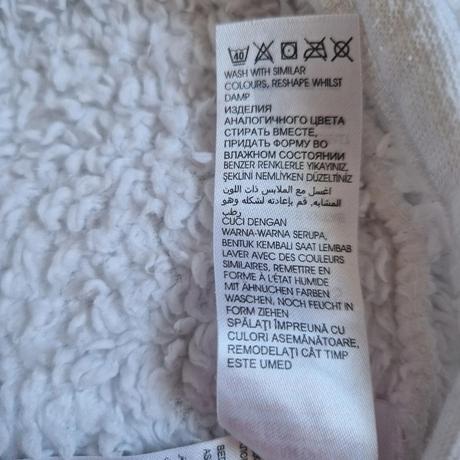 40
WASH WITH SIMILAR
COLOURS, RESHAPE WHILST
DAMP
ИЗДЕЛИЯ
АНАЛОГИЧНОГО ЦВЕТА
СТИРАТЬ ВМЕСТЕ,
ПРИДАТЬ ФОРМУ ВО
ВЛАЖНОМ СОСТОЯНИИ
BENZER RENKLERLE YIKAYINIZ,
ŞEKLİNİ NEMLİYKEN DÜZELTİNİZ
اغسل مع الملابس ذات اللون
المشابه, قم بإعادته لشكله وهو
رطب
CUCI DENGAN
WARNA-WARNA SERUPA,
BENTUK KEMBALI SAAT LEMBAB
LAVER AVEC DES COULEURS
SIMILAIRES, REMETTRE EN
FORME À L'ÉTAT HUMIDE
MIT ÄHNLICHEN FARBEN
WASCHEN, NOCH FEUCHT IN
FORM ZIEHEN
SPĂLAȚI ÎMPREUNĂ CU
CULORI ASEMĂNĂTOARE,
REMODELAȚI CÂT TIMP
ESTE UMED